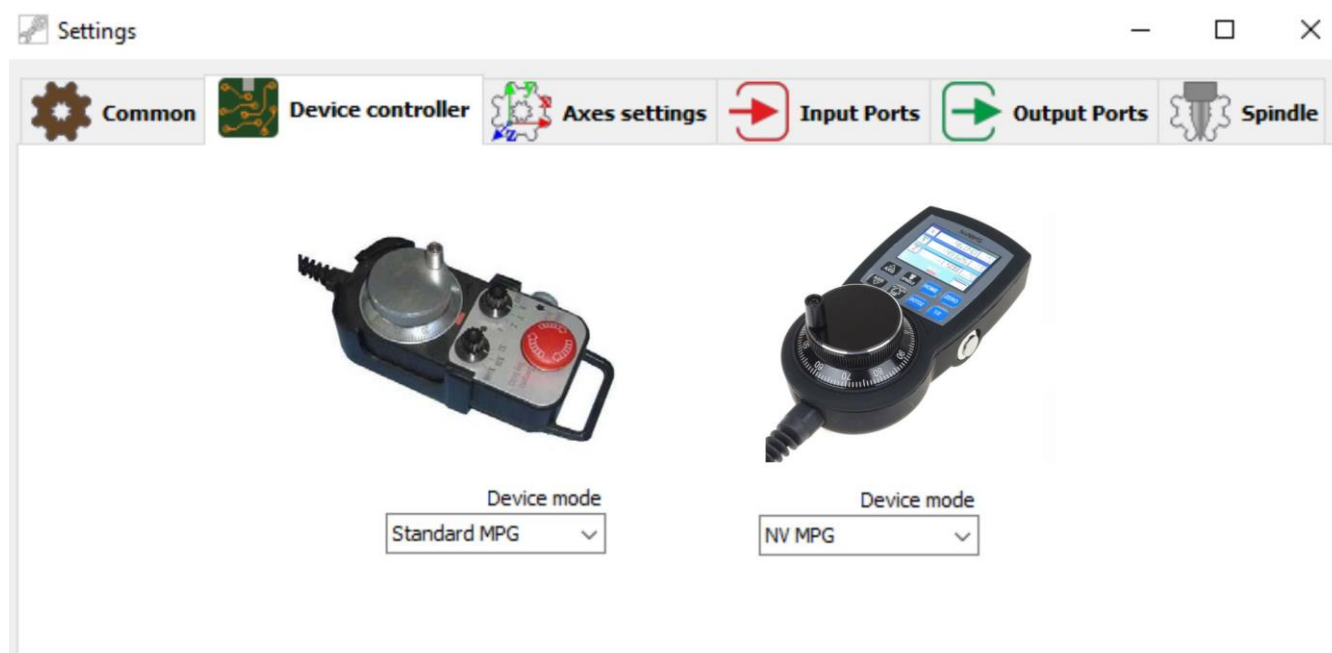 Settings
Common
Device controller
Axes settings
Input Ports
Output Ports
Spindle
Device mode
Device mode
Standard MPG
NV MPG